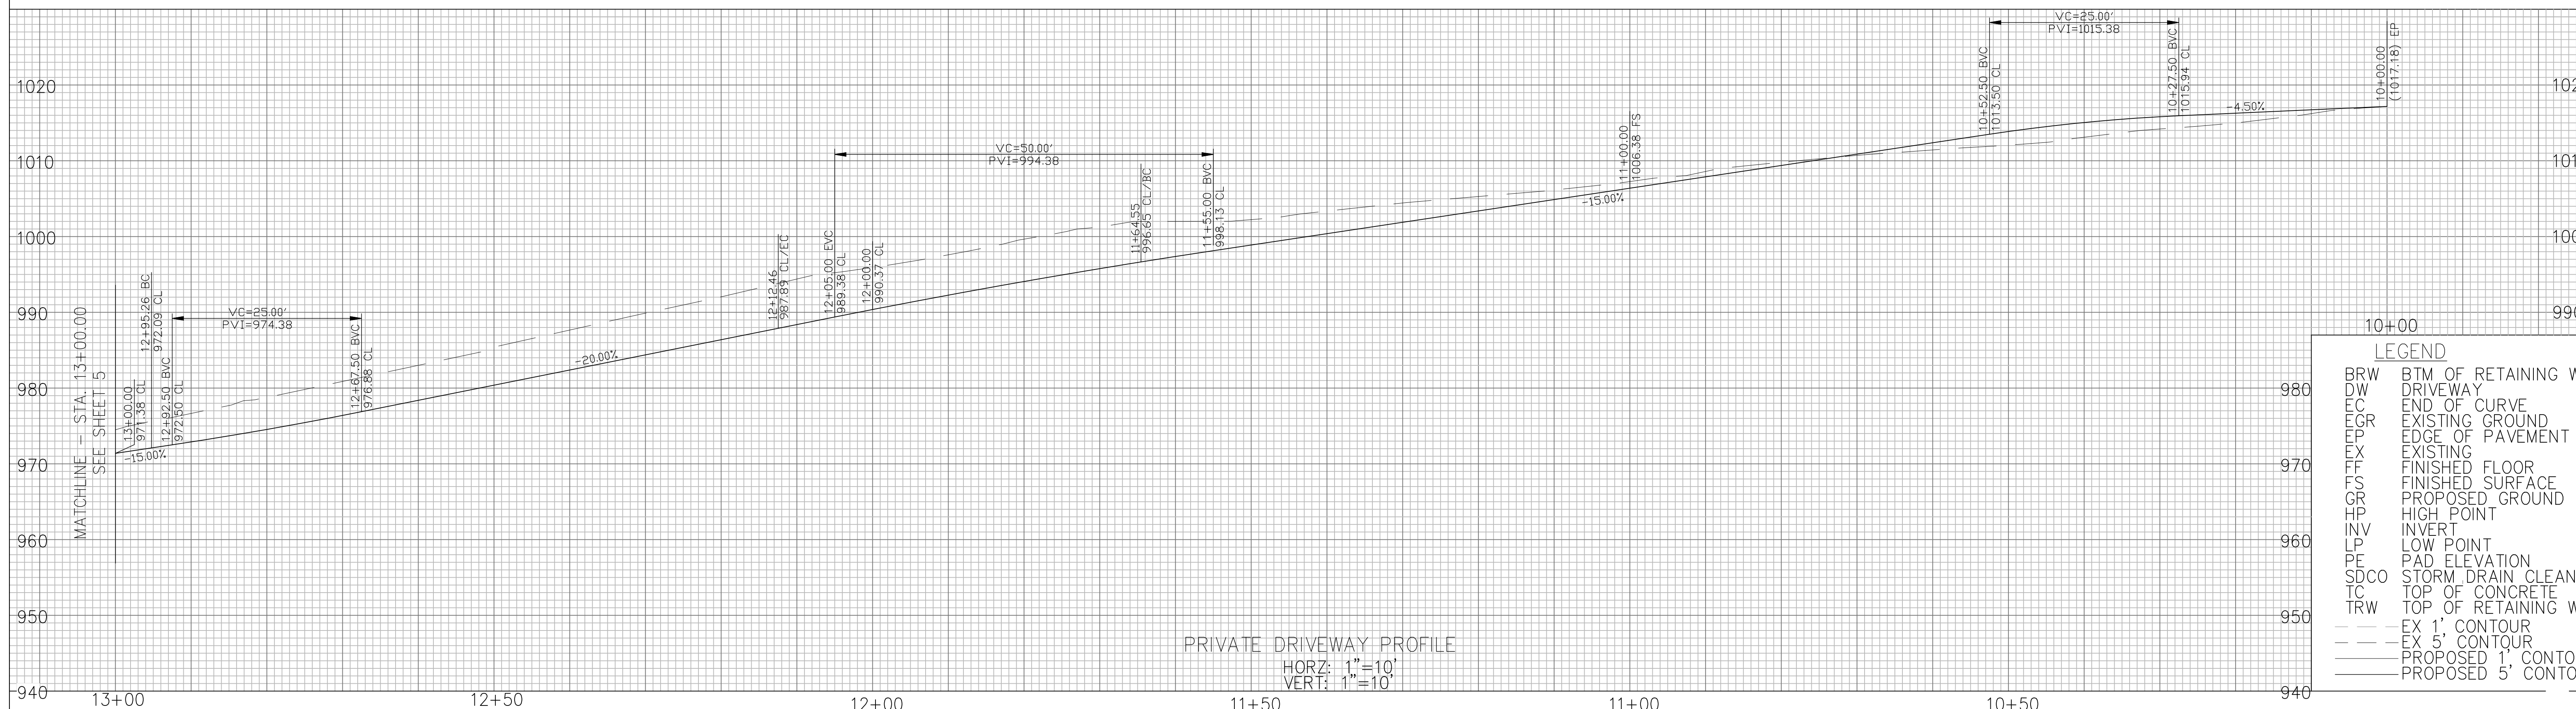 VC=25.00'
PVI=1015.38
10+52.50 BVC
1013.50 CL
10+27.50 BVC
1015.94 CL
10+00.00
(1017.18) EP
-4.50%
1020
1010
1000
990
980
970
960
950
940
VC=50.00'
PVI=994.38
11+00.00
1006.38 FS
-15.00%
11+55.00 BVC
998.13 CL
11+64.55
996.65 CL/BC
12+00.00
990.37 CL
12+05.00 EVC
989.38 CL
12+12.46
987.89 CL/EC
-20.00%
VC=25.00'
PVI=974.38
12+67.50 BVC
976.88 CL
12+92.50 BVC
972.50 CL
12+95.26 BC
972.09 CL
13+00.00
971.38 CL
-15.00%
MATCHLINE - STA. 13+00.00
SEE SHEET 5
102
101
100
990
10+00
980
970
960
950
940
LEGEND
BRW BTM OF RETAINING W
DW DRIVEWAY
EC END OF CURVE
EGR EXISTING GROUND
EP EDGE OF PAVEMENT
EX EXISTING
FF FINISHED FLOOR
FS FINISHED SURFACE
GR PROPOSED GROUND
HP HIGH POINT
INV INVERT
LP LOW POINT
PE PAD ELEVATION
SDCO STORM DRAIN CLEAN
TC TOP OF CONCRETE
TRW TOP OF RETAINING W
EX 1' CONTOUR
EX 5' CONTOUR
PROPOSED 1' CONTO
PROPOSED 5' CONTO
PRIVATE DRIVEWAY PROFILE
HORZ: 1"=10'
VERT: 1"=10'
13+00
12+50
12+00
11+50
11+00
10+50